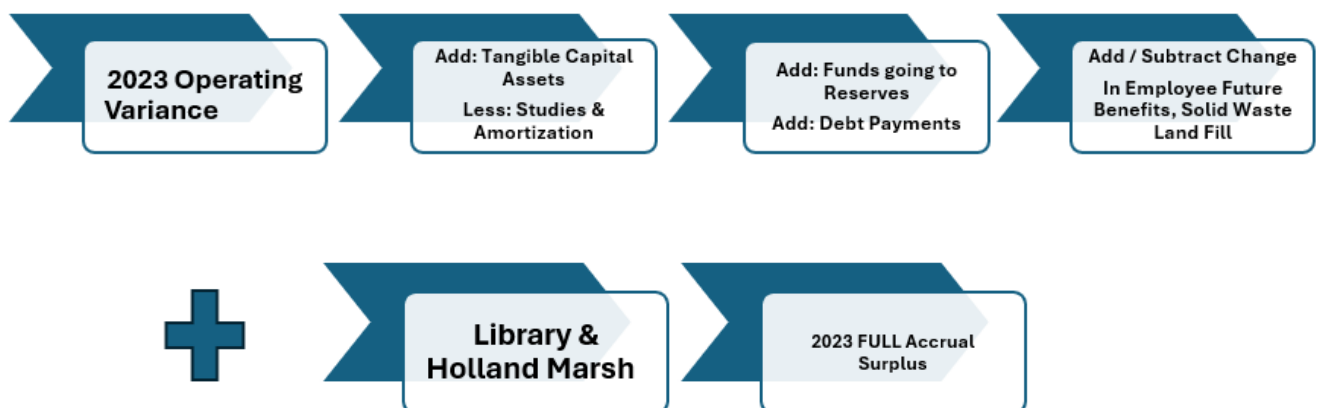 2023 Operating
Variance
Add: Tangible Capital
Assets
Less: Studies &
Amortization
Add: Funds going to
Reserves
Add: Debt Payments
Add / Subtract Change
In Employee Future
Benefits, Solid Waste
Land Fill
Library &
Holland Marsh
2023 FULL Accrual
Surplus